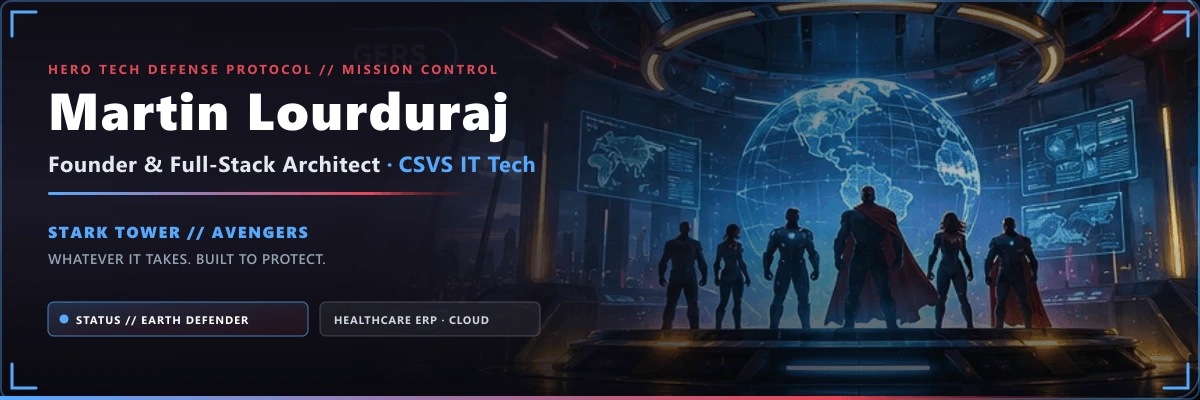 HERO TECH DEFENSE PROTOCOL // MISSION CONTROL
Martin Lourduraj
Founder & Full-Stack Architect · CSVS IT Tech
STARK TOWER // AVENGERS
WHATEVER IT TAKES. BUILT TO PROTECT.
STATUS // EARTH DEFENDER
HEALTHCARE ERP · CLOUD